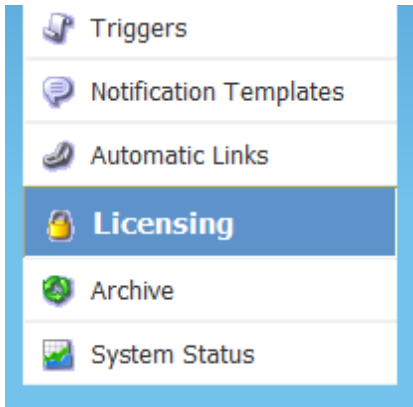 Triggers
Notification Templates
Automatic Links
Licensing
Archive
System Status